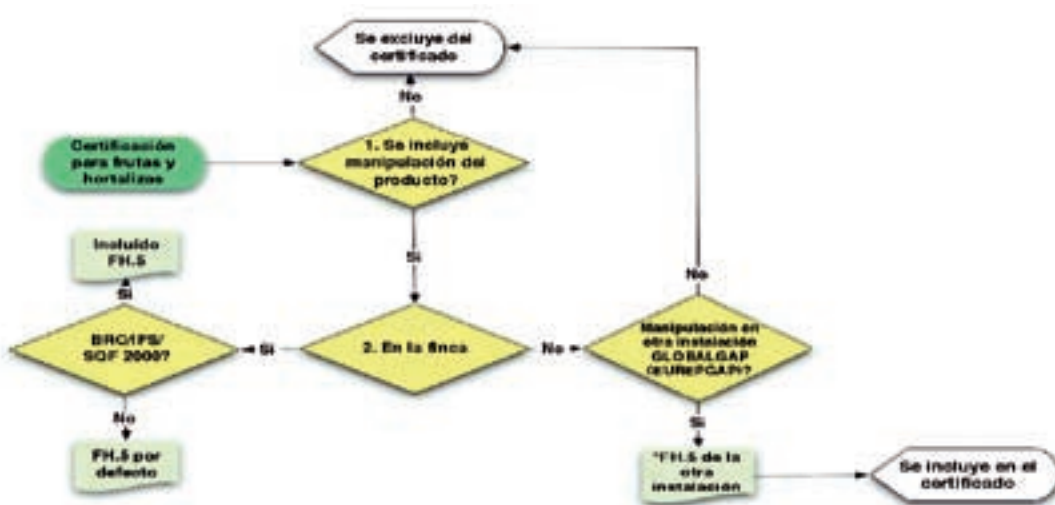 Se excluye del
certificado
No
Certificación
para frutas y
hortalizas
1. Se incluye
manipulación del
producto?
Si
No
Incluido
FH.5
Si
BRC/IFS/
SQF 2000?
Si
2. En la finca
No
Manipulación en
otra instalación
GLOBALGAP
(EUREPGAP)?
No
FH.5 por
defecto
Si
*FH.5 de la
otra
instalación
Se incluye en el
certificado